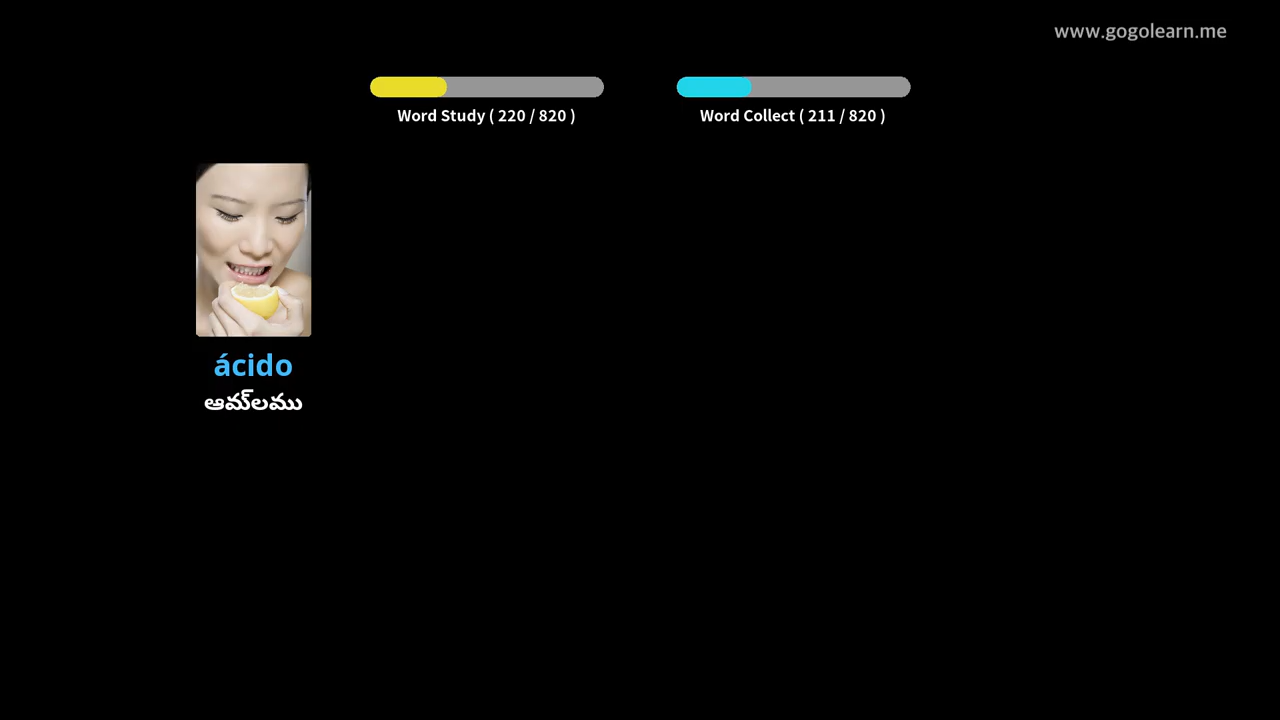 www.gogolearn.me
Word Study ( 220 / 820 )
Word Collect ( 211 / 820 )
ácido
ఆమ్లము